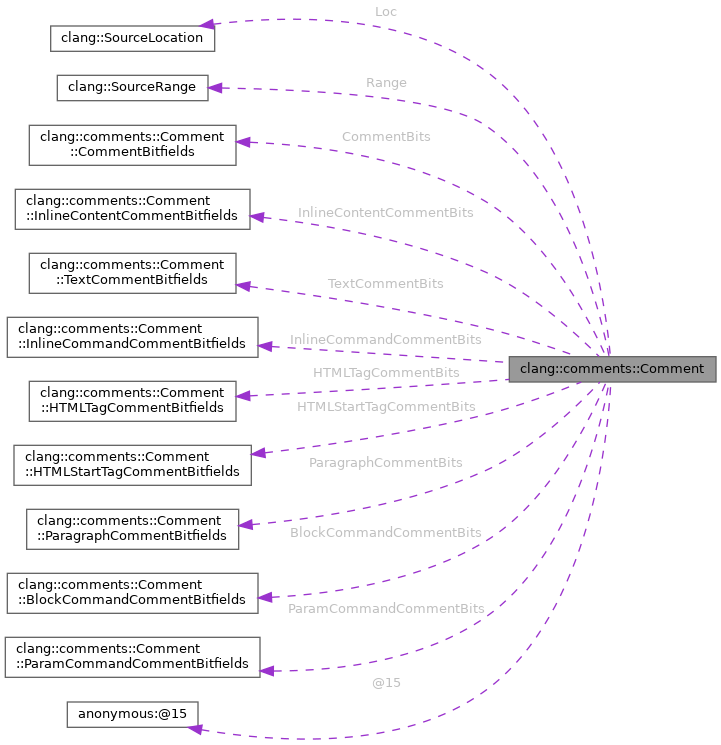 Loc
clang::SourceLocation
Range
clang::SourceRange
CommentBits
clang::comments::Comment
::CommentBitfields
InlineContentCommentBits
clang::comments::Comment
::InlineContentCommentBitfields
TextCommentBits
clang::comments::Comment
::TextCommentBitfields
InlineCommandCommentBits
clang::comments::Comment
::InlineCommandCommentBitfields
clang::comments::Comment
HTMLTagCommentBits
clang::comments::Comment
::HTMLTagCommentBitfields
HTMLStartTagCommentBits
clang::comments::Comment
::HTMLStartTagCommentBitfields
ParagraphCommentBits
clang::comments::Comment
::ParagraphCommentBitfields
BlockCommandCommentBits
clang::comments::Comment
::BlockCommandCommentBitfields
ParamCommandCommentBits
clang::comments::Comment
::ParamCommandCommentBitfields
@15
anonymous:@15